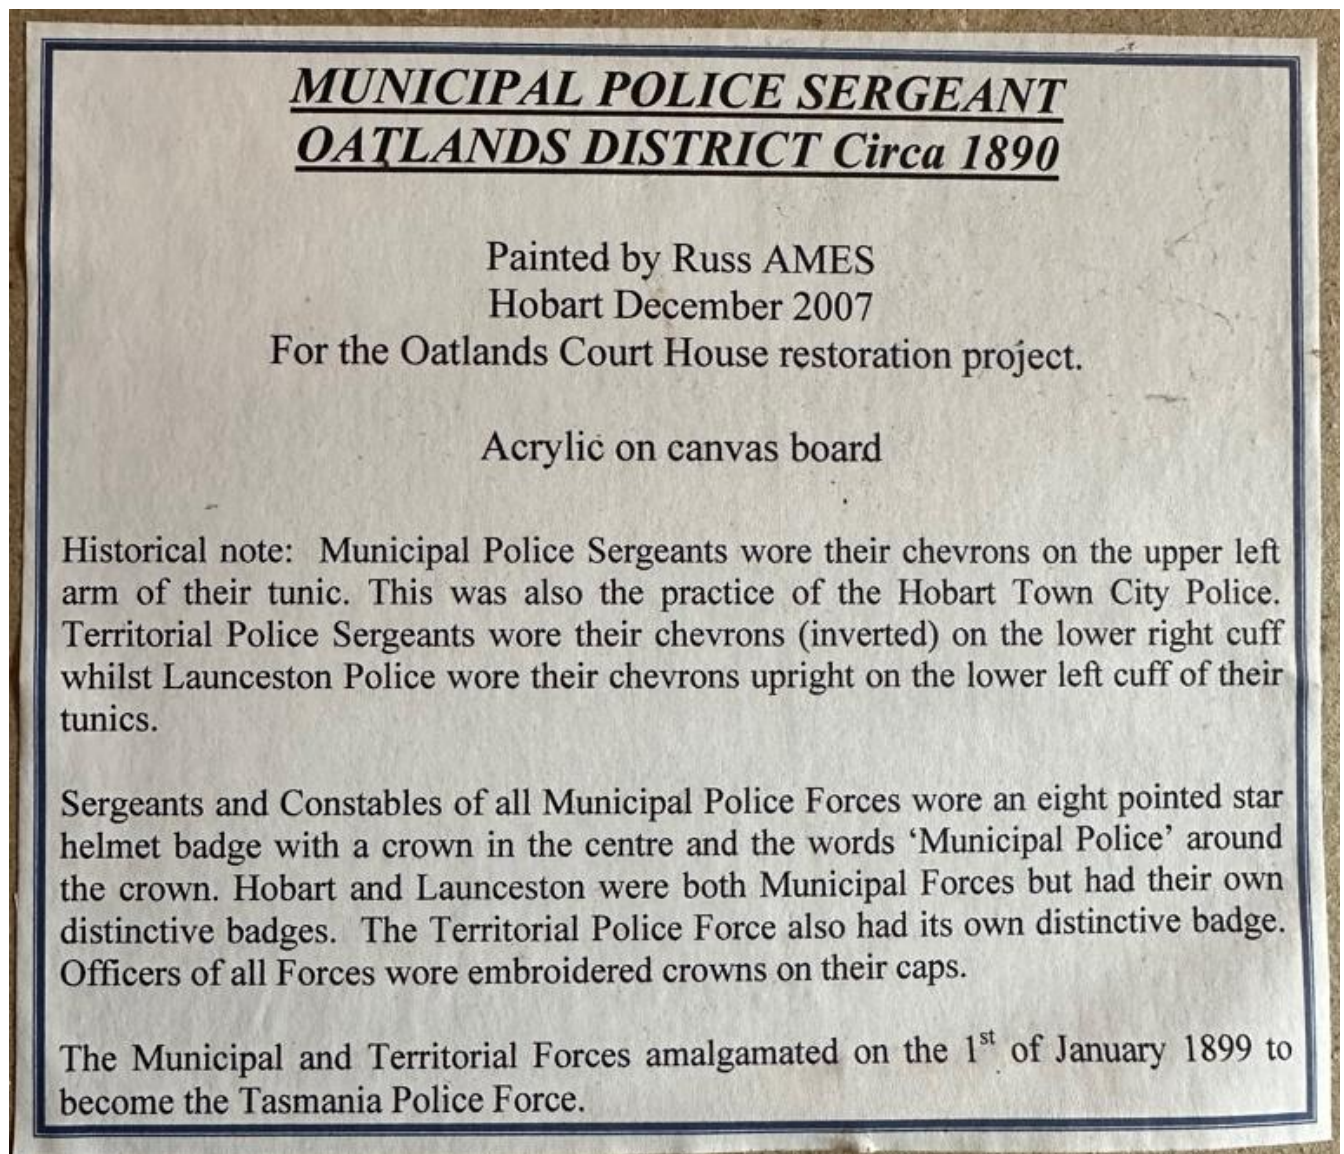 MUNICIPAL POLICE SERGEANT
OATLANDS DISTRICT Circa 1890
Painted by Russ AMES
Hobart December 2007
For the Oatlands Court House restoration project.
Acrylic on canvas board
Historical note:  Municipal Police Sergeants wore their chevrons on the upper left
arm of their tunic. This was also the practice of the Hobart Town City Police.
Territorial Police Sergeants wore their chevrons (inverted) on the lower right cuff
whilst Launceston Police wore their chevrons upright on the lower left cuff of their
tunics.
Sergeants and Constables of all Municipal Police Forces wore an eight pointed star
helmet badge with a crown in the centre and the words ‘Municipal Police’ around
the crown. Hobart and Launceston were both Municipal Forces but had their own
distinctive badges.  The Territorial Police Force also had its own distinctive badge.
Officers of all Forces wore embroidered crowns on their caps.
The Municipal and Territorial Forces amalgamated on the 1st of January 1899 to
become the Tasmania Police Force.